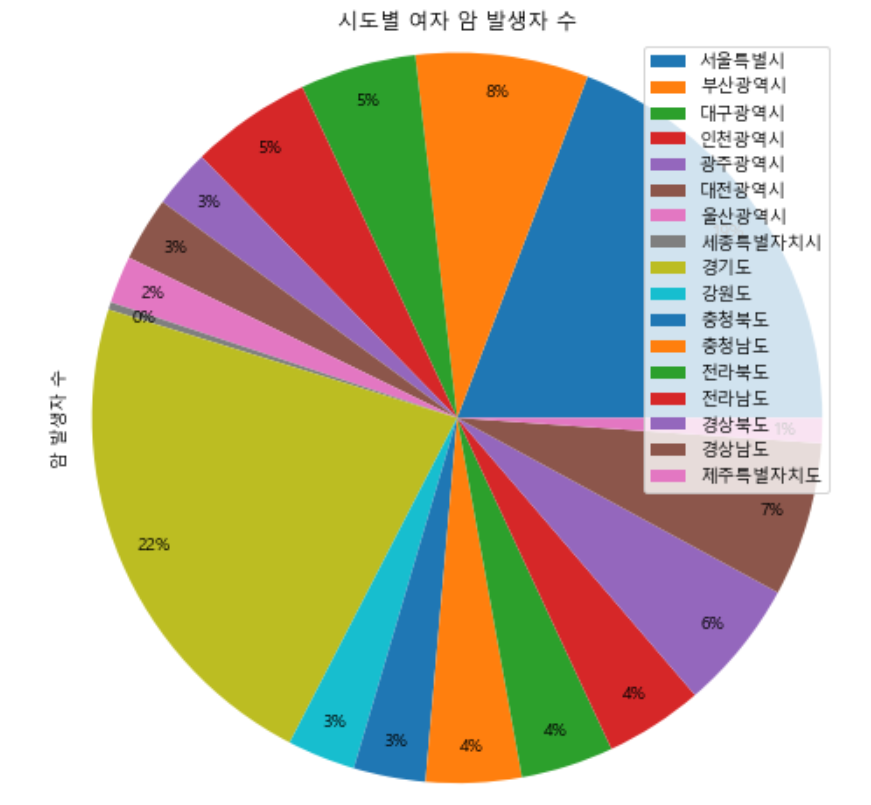 시도별 여자 암 발생자 수
서울특별시
부산광역시
대구광역시
인천광역시
광주광역시
대전광역시
울산광역시
세종특별자치시
경기도
강원도
충청북도
충청남도
전라북도
전라남도
경상북도
경상남도
제주특별자치도
8%
5%
5%
3%
3%
2%
0%
22%
3%
3%
4%
4%
4%
6%
7%
1%
암 발생자 수